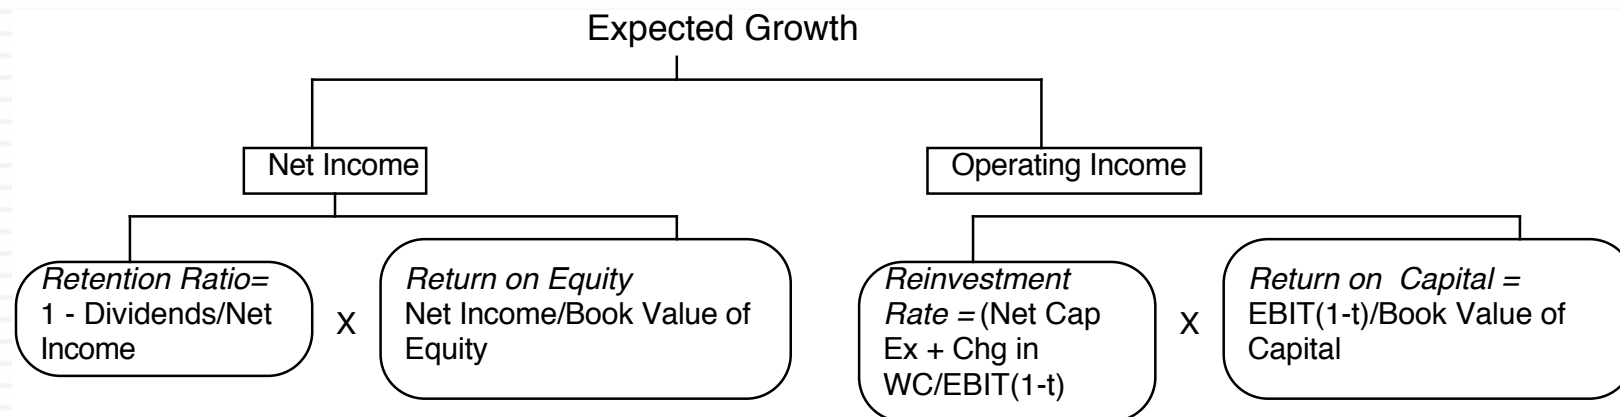 Expected Growth
Net Income
Operating Income
Retention Ratio=
1 - Dividends/Net
Income
X
Return on Equity
Net Income/Book Value of
Equity
Reinvestment
Rate = (Net Cap
Ex + Chg in
WC/EBIT(1-t)
X
Return on Capital =
EBIT(1-t)/Book Value of
Capital